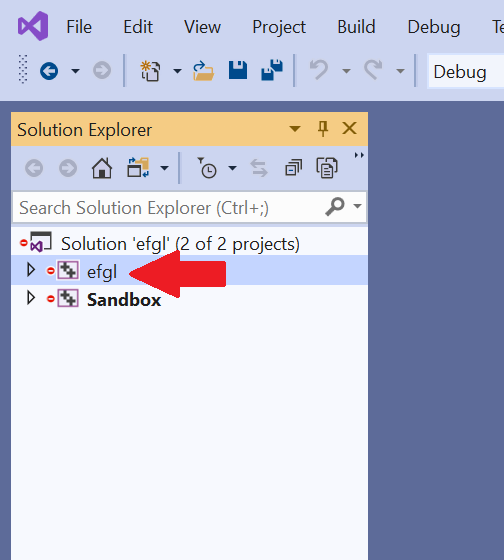 File Edit View Project Build Debug
Debug
Solution Explorer
Search Solution Explorer (Ctrl+;)
Solution 'efgl' (2 of 2 projects)
efgl
Sandbox